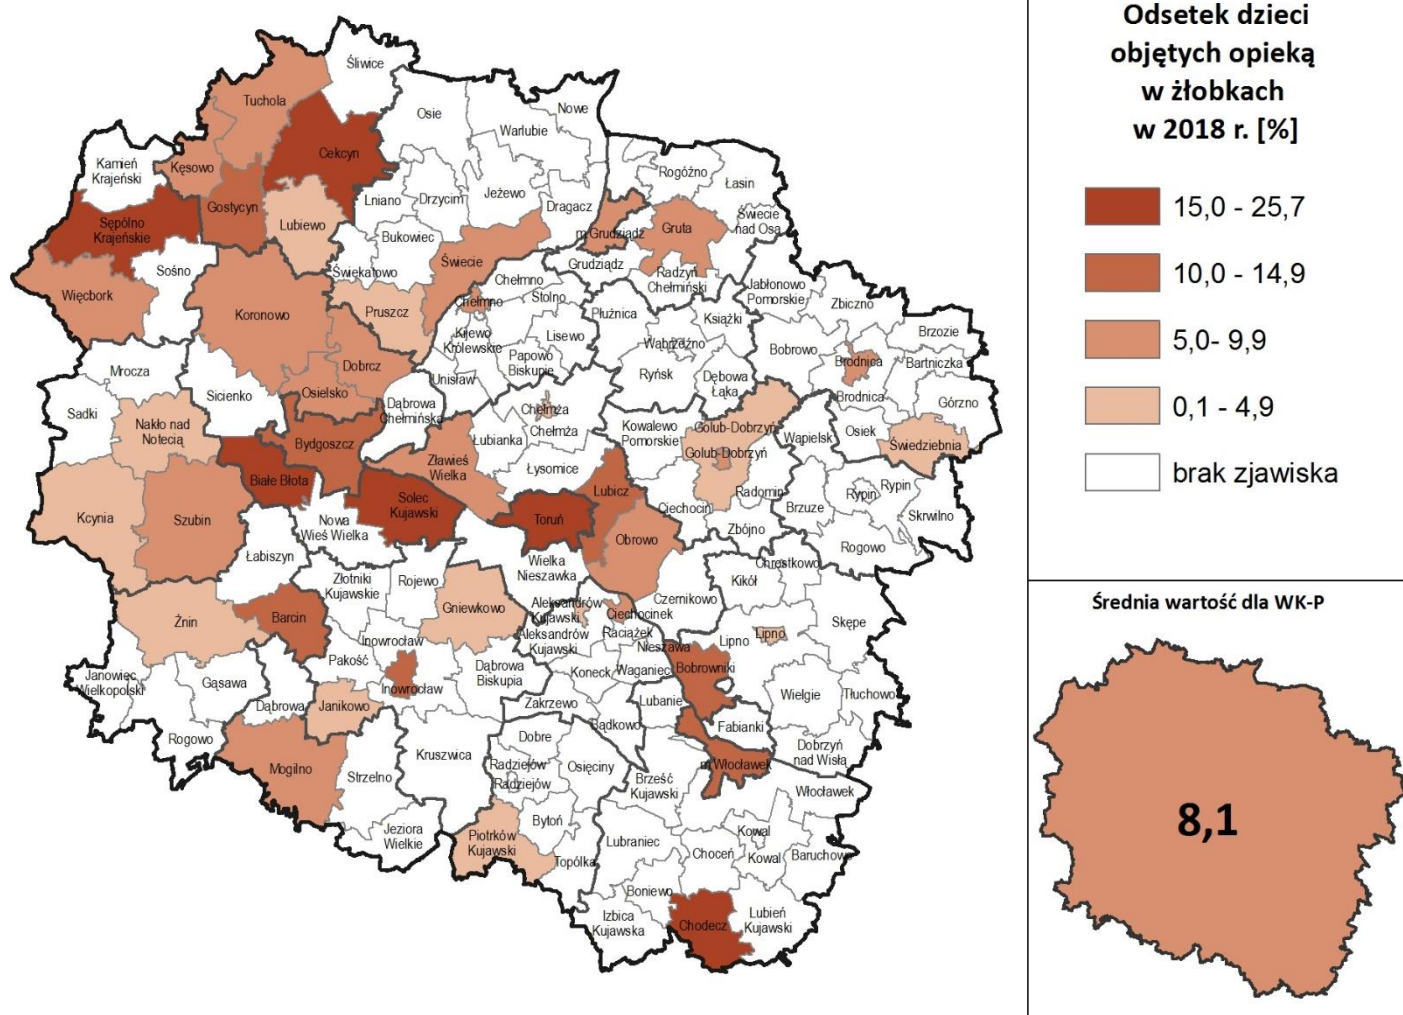 Odsetek dzieci
objętych opieką
w żłobkach
w 2018 r. [%]
15,0 - 25,7
10,0 - 14,9
5,0- 9,9
0,1 - 4,9
brak zjawiska
Średnia wartość dla WK-P
8,1
Śliwice
Tuchola
Osie
Nowe
Warlubie
Cekcyn
Kamień
Krajeński
Kęsowo
Rogóźno
Łasin
Lniano
Drzycim
Jeżewo
Dragacz
Gostycyn
Lubiewo
Sępólno
Krajeńskie
Świecie
nad Osą
m Grudziądz
Gruta
Bukowiec
Świecie
Grudziądz
Sośno
Świekatowo
Chełmno
Radzyń
Chełmiński
Jabłonowo
Pomorskie
Zbiczno
Więcbork
Koronowo
Pruszcz
Chełmno
Stolno
Płużnica
Książki
Brzozie
Kijewo
Królewskie
Lisewo
Wąbrzeźno
Bobrowo
Brodnica
Bartniczka
Mrocza
Dobrcz
Papowo
Biskupie
Ryńsk
Dębowa
Łąka
Unisław
Osielsko
Sicienko
Dąbrowa
Chełmińska
Brodnica
Górzno
Sadki
Nakło nad
Notecią
Chełmża
Chełmża
Kowalewo
Pomorskie
Golub-Dobrzyń
Wąpielsk
Osiek
Świedziebnia
Bydgoszcz
Łubianka
Golub-Dobrzyń
Zławieś
Wielka
Łysomice
Białe Błota
Lubicz
Radomin
Rypin
Rypin
Solec
Kujawski
Kcynia
Szubin
Nowa
Wieś Wielka
Toruń
Ciechocin
Zbójno
Brzuze
Skrwilno
Obrowo
Rogowo
Łabiszyn
Wielka
Nieszawka
Chrostkowo
Złotniki
Kujawskie
Rojewo
Kikół
Czernikowo
Żnin
Barcin
Gniewkowo
Aleksandrów
Kujawski
Ciechocinek
Skępe
Inowrocław
Aleksandrów
Kujawski
Raciążek
Lipno
Lipno
Nieszawa
Pakość
Dąbrowa
Biskupia
Koneck
Waganiec
Bobrowniki
Janowiec
Wielkopolski
Gąsawa
Inowrocław
Wielgie
Tłuchowo
Dąbrowa
Janikowo
Zakrzewo
Lubanie
Rogowo
Bądkowo
Fabianki
Dobre
Kruszwica
Dobrzyń
nad Wisłą
Mogilno
Strzelno
Radziejów
Radziejów
Osięciny
m Włocławek
Brześć
Kujawski
Włocławek
Bytoń
Jeziora
Wielkie
Piotrków
Kujawski
Lubraniec
Kowal
Kowal
Choceń
Baruchowo
Topólka
Boniewo
Izbica
Kujawska
Chodecz
Lubień
Kujawski